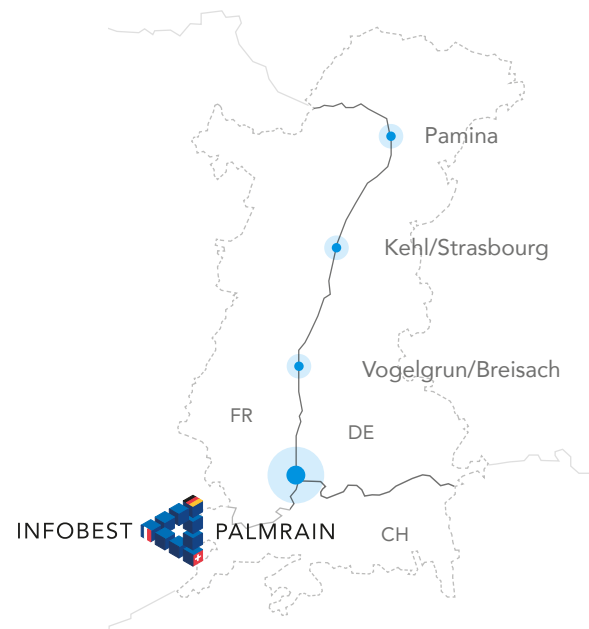 Pamina
Kehl/Strasbourg
Vogelgrun/Breisach
FR
DE
INFOBEST PALMRAIN
CH